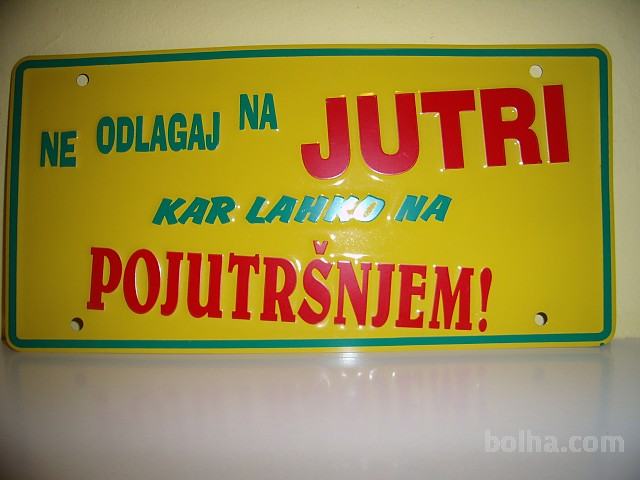 NE ODLAGAJ NA JUTRI
KAR LAHKO NA
POJUTRŠNJEM!
bolha.com